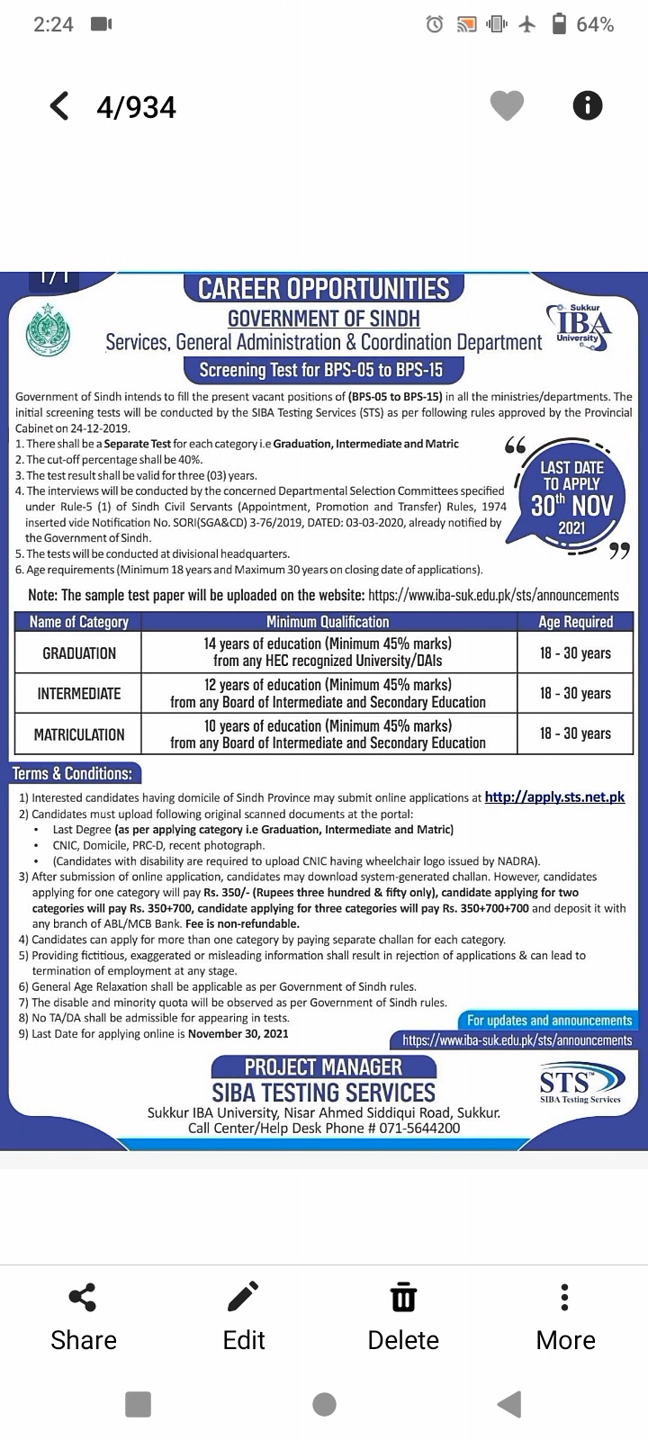 2:24
64%
4/934
1/1
CAREER OPPORTUNITIES
GOVERNMENT OF SINDH
Services, General Administration & Coordination Department
Sukkur
IBA
University
Screening Test for BPS-05 to BPS-15
Government of Sindh intends to fill the present vacant positions of (BPS-05 to BPS-15) in all the ministries/departments. The
initial screening tests will be conducted by the SIBA Testing Services (STS) as per following rules approved by the Provincial
Cabinet on 24-12-2019.
1. There shall be a Separate Test for each category i.e Graduation, Intermediate and Matric
2. The cut-off percentage shall be 40%.
3. The test result shall be valid for three (03) years.
4. The interviews will be conducted by the concerned Departmental Selection Committees specified
under Rule-5 (1) of Sindh Civil Servants (Appointment, Promotion and Transfer) Rules, 1974
inserted vide Notification No. SORI(SGA&CD) 3-76/2019, DATED: 03-03-2020, already notified by
the Government of Sindh.
5. The tests will be conducted at divisional headquarters.
6. Age requirements (Minimum 18 years and Maximum 30 years on closing date of applications).
“
LAST DATE
TO APPLY
30th NOV
2021
”
Note: The sample test paper will be uploaded on the website: https://www.iba-suk.edu.pk/sts/announcements
Name of Category Minimum Qualification Age Required
GRADUATION 14 years of education (Minimum 45% marks)
from any HEC recognized University/DAIs 18 - 30 years
INTERMEDIATE 12 years of education (Minimum 45% marks)
from any Board of Intermediate and Secondary Education 18 - 30 years
MATRICULATION 10 years of education (Minimum 45% marks)
from any Board of Intermediate and Secondary Education 18 - 30 years
Terms & Conditions:
1) Interested candidates having domicile of Sindh Province may submit online applications at http://apply.sts.net.pk
2) Candidates must upload following original scanned documents at the portal:
• Last Degree (as per applying category i.e Graduation, Intermediate and Matric)
• CNIC, Domicile, PRC-D, recent photograph.
• (Candidates with disability are required to upload CNIC having wheelchair logo issued by NADRA).
3) After submission of online application, candidates may download system-generated challan. However, candidates
applying for one category will pay Rs. 350/- (Rupees three hundred & fifty only), candidate applying for two
categories will pay Rs. 350+700, candidate applying for three categories will pay Rs. 350+700+700 and deposit it with
any branch of ABL/MCB Bank. Fee is non-refundable.
4) Candidates can apply for more than one category by paying separate challan for each category.
5) Providing fictitious, exaggerated or misleading information shall result in rejection of applications & can lead to
termination of employment at any stage.
6) General Age Relaxation shall be applicable as per Government of Sindh rules.
7) The disable and minority quota will be observed as per Government of Sindh rules.
8) No TA/DA shall be admissible for appearing in tests.
9) Last Date for applying online is November 30, 2021
For updates and announcements
https://www.iba-suk.edu.pk/sts/announcements
PROJECT MANAGER
SIBA TESTING SERVICES
Sukkur IBA University, Nisar Ahmed Siddiqui Road, Sukkur.
Call Center/Help Desk Phone # 071-5644200
STS™
SIBA Testing Services
Share
Edit
Delete
More